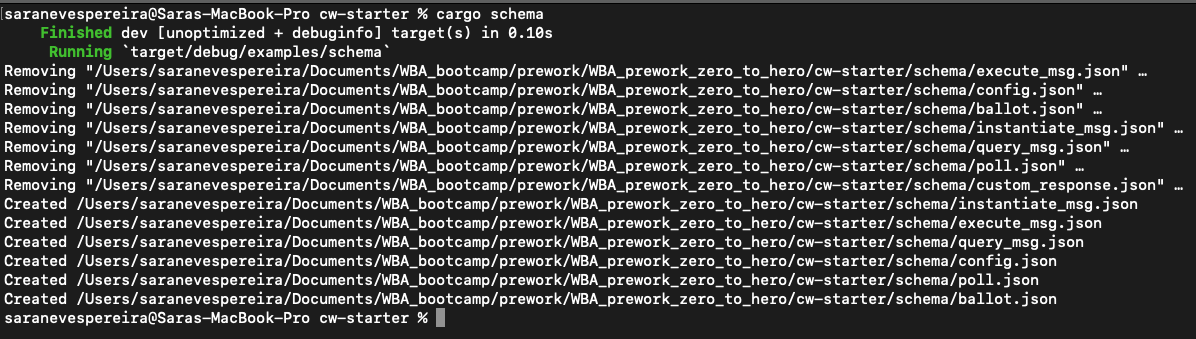 [saranevespereira@Saras-MacBook-Pro cw-starter % cargo schema
    Finished dev [unoptimized + debuginfo] target(s) in 0.10s
     Running `target/debug/examples/schema`
Removing "/Users/saranevespereira/Documents/WBA_bootcamp/prework/WBA_prework_zero_to_hero/cw-starter/schema/execute_msg.json" …
Removing "/Users/saranevespereira/Documents/WBA_bootcamp/prework/WBA_prework_zero_to_hero/cw-starter/schema/config.json" …
Removing "/Users/saranevespereira/Documents/WBA_bootcamp/prework/WBA_prework_zero_to_hero/cw-starter/schema/ballot.json" …
Removing "/Users/saranevespereira/Documents/WBA_bootcamp/prework/WBA_prework_zero_to_hero/cw-starter/schema/instantiate_msg.json" …
Removing "/Users/saranevespereira/Documents/WBA_bootcamp/prework/WBA_prework_zero_to_hero/cw-starter/schema/query_msg.json" …
Removing "/Users/saranevespereira/Documents/WBA_bootcamp/prework/WBA_prework_zero_to_hero/cw-starter/schema/poll.json" …
Removing "/Users/saranevespereira/Documents/WBA_bootcamp/prework/WBA_prework_zero_to_hero/cw-starter/schema/custom_response.json" …
Created /Users/saranevespereira/Documents/WBA_bootcamp/prework/WBA_prework_zero_to_hero/cw-starter/schema/instantiate_msg.json
Created /Users/saranevespereira/Documents/WBA_bootcamp/prework/WBA_prework_zero_to_hero/cw-starter/schema/execute_msg.json
Created /Users/saranevespereira/Documents/WBA_bootcamp/prework/WBA_prework_zero_to_hero/cw-starter/schema/query_msg.json
Created /Users/saranevespereira/Documents/WBA_bootcamp/prework/WBA_prework_zero_to_hero/cw-starter/schema/config.json
Created /Users/saranevespereira/Documents/WBA_bootcamp/prework/WBA_prework_zero_to_hero/cw-starter/schema/poll.json
Created /Users/saranevespereira/Documents/WBA_bootcamp/prework/WBA_prework_zero_to_hero/cw-starter/schema/ballot.json
saranevespereira@Saras-MacBook-Pro cw-starter %